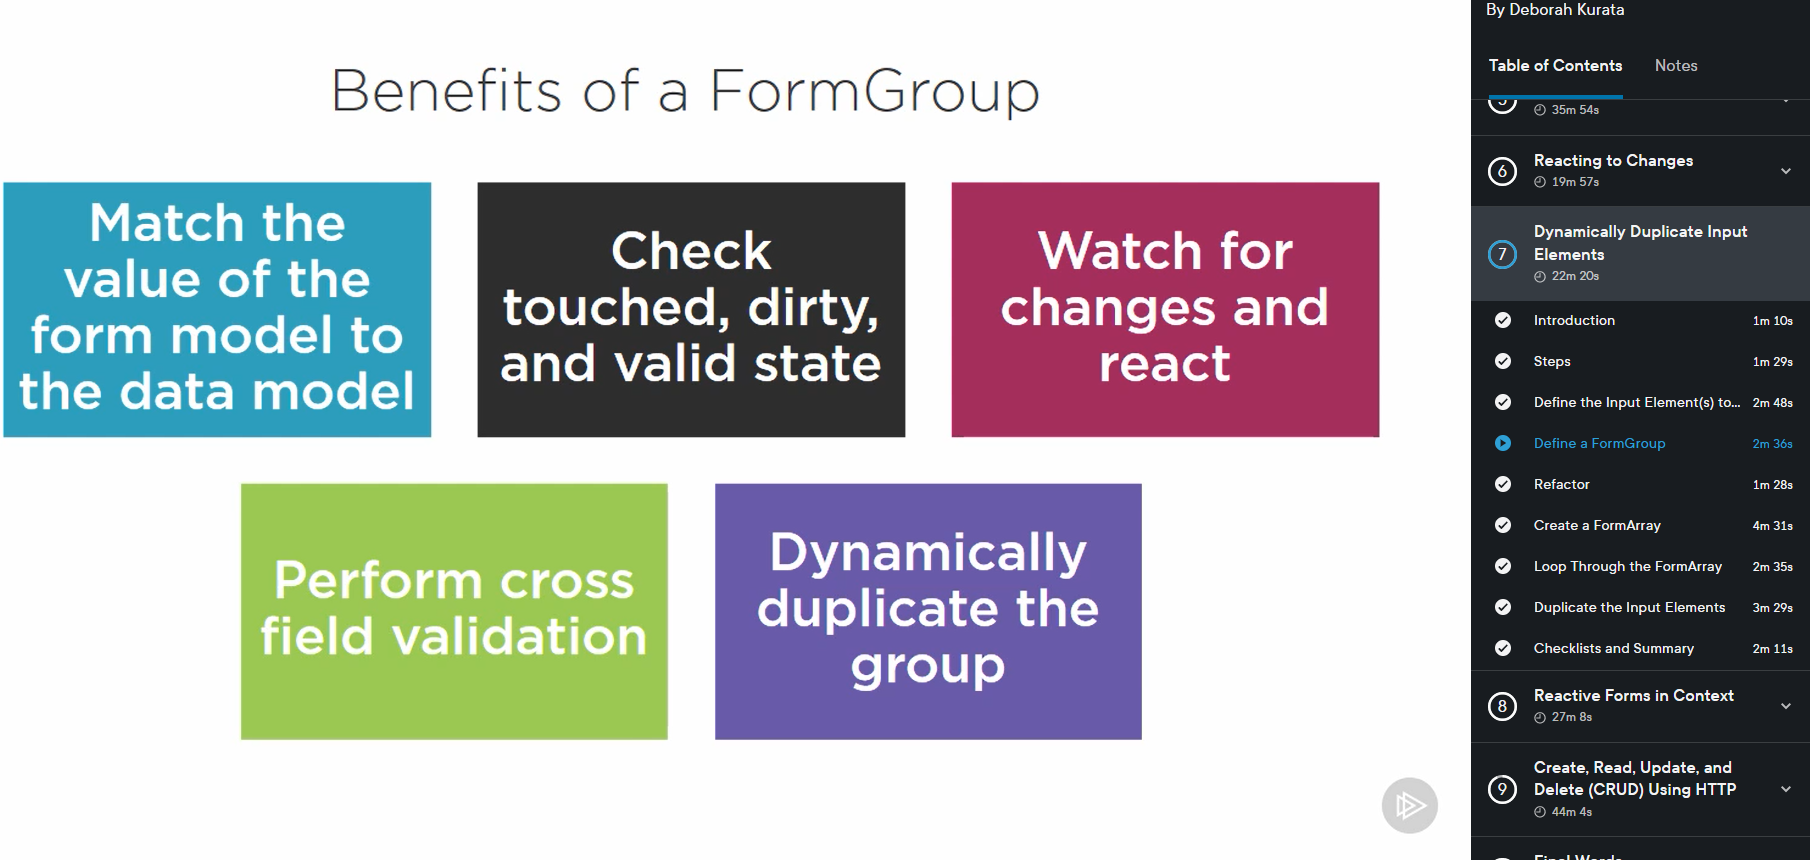 Benefits of a FormGroup
Match the
value of the
form model to
the data model
Check
touched, dirty,
and valid state
Watch for
changes and
react
Perform cross
field validation
Dynamically
duplicate the
group
By Deborah Kurata
Table of Contents
Notes
35m 54s
6
Reacting to Changes
19m 57s
7
Dynamically Duplicate Input
Elements
22m 20s
Introduction 1m 10s
Steps 1m 29s
Define the Input Element(s) to... 2m 48s
Define a FormGroup 2m 36s
Refactor 1m 28s
Create a FormArray 4m 31s
Loop Through the FormArray 2m 35s
Duplicate the Input Elements 3m 29s
Checklists and Summary 2m 11s
8
Reactive Forms in Context
27m 8s
9
Create, Read, Update, and
Delete (CRUD) Using HTTP
44m 4s
Final Words